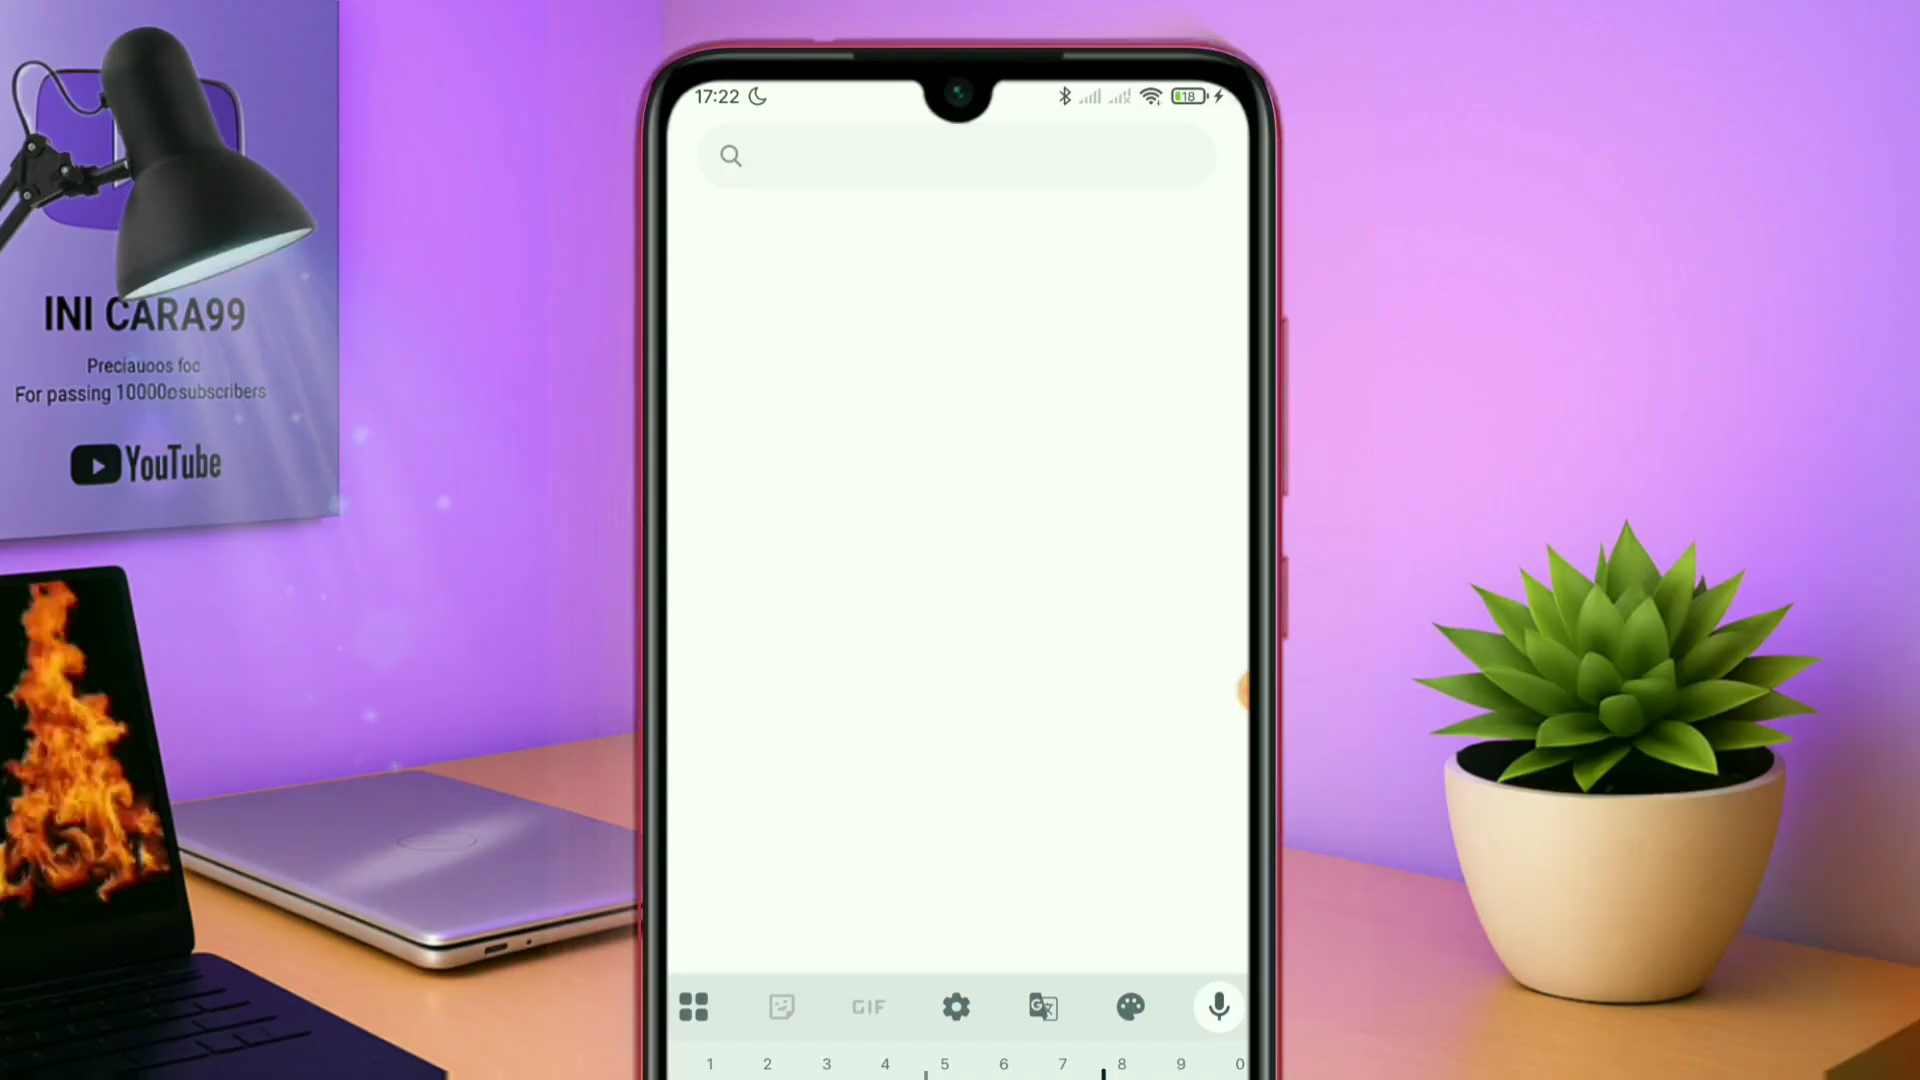 INI CARA99
Preciauoos foc
For passing 10000osubscribers
YouTube
17:22
18
GIF
G
1 2 3 4 5 6 7 8 9 0